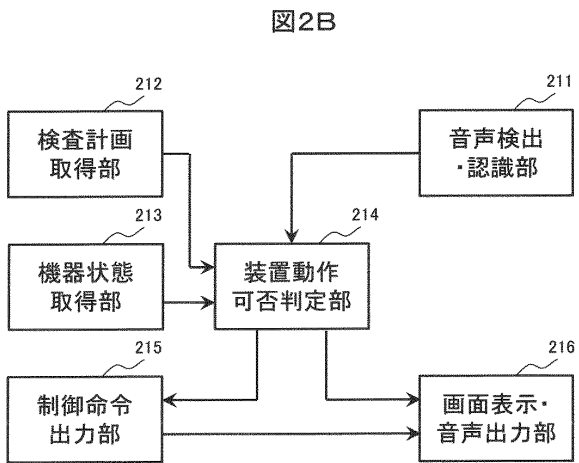 図2B
212
検査計画
取得部
211
音声検出
・認識部
213
機器状態
取得部
214
装置動作
可否判定部
215
制御命令
出力部
216
画面表示・
音声出力部